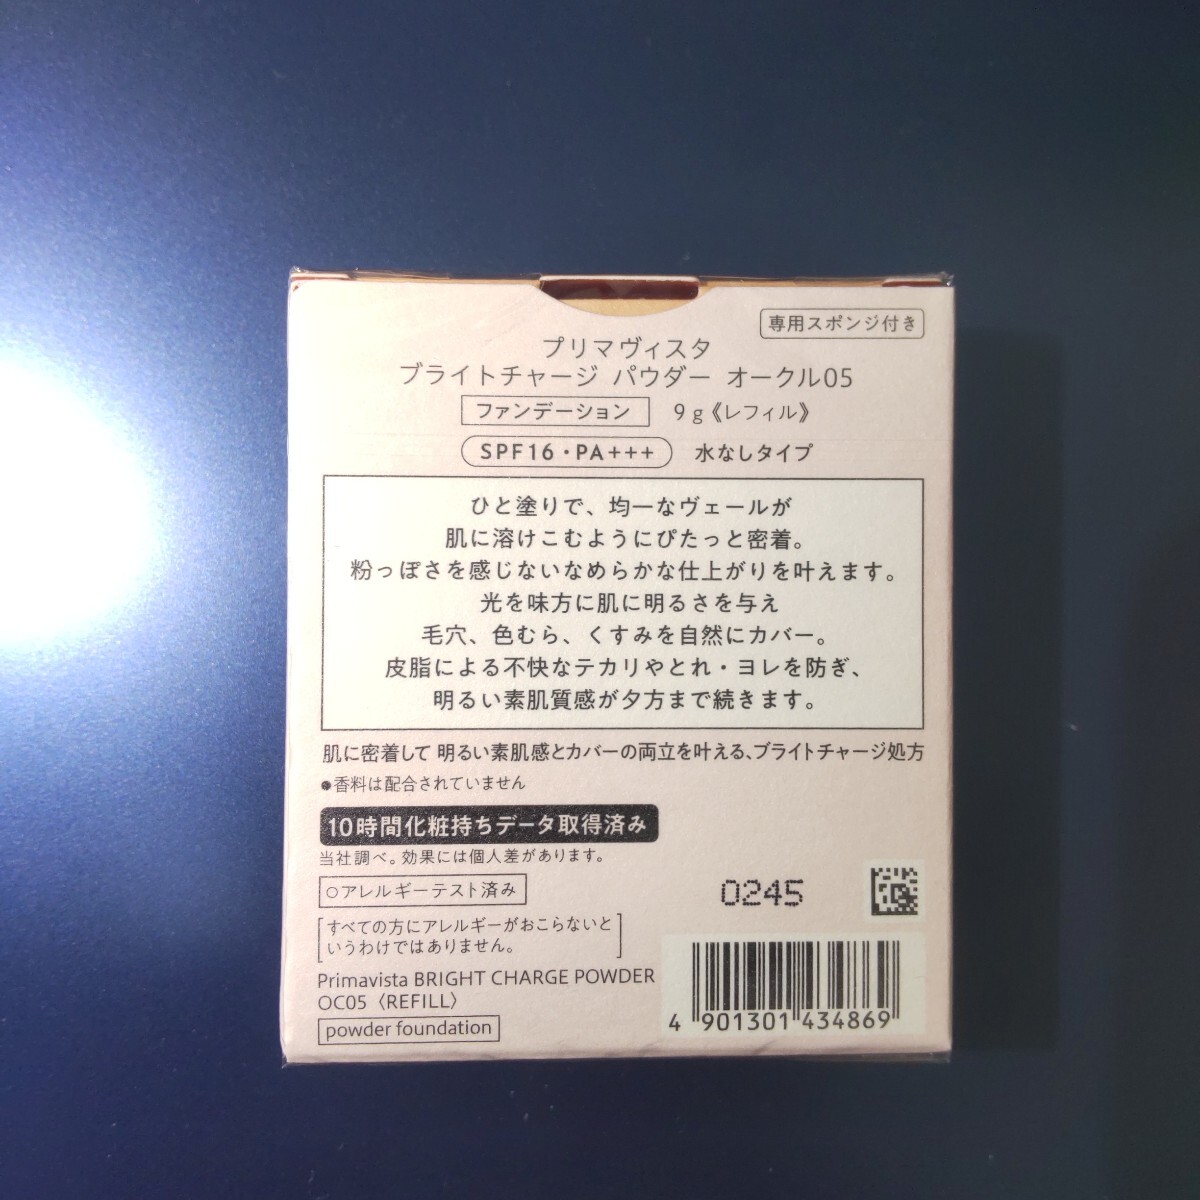 専用スポンジ付き
プリマヴィスタ
ブライトチャージ パウダー オークル05
ファンデーション 9g《レフィル》
SPF16・PA+++ 水なしタイプ
ひと塗りで、均一なヴェールが
肌に溶けこむようにぴたっと密着。
粉っぽさを感じないなめらかな仕上がりを叶えます。
光を味方に肌に明るさを与え
毛穴、色むら、くすみを自然にカバー。
皮脂による不快なテカリやとれ・ヨレを防ぎ、
明るい素肌質感が夕方まで続きます。
肌に密着して 明るい素肌感とカバーの両立を叶える、ブライトチャージ処方
●香料は配合されていません
10時間化粧持ちデータ取得済み
当社調べ。効果には個人差があります。
○アレルギーテスト済み
0245
[すべての方にアレルギーがおこらないと
いうわけではありません。]
Primavista BRIGHT CHARGE POWDER
OC05〈REFILL〉
powder foundation
4 901301 434869